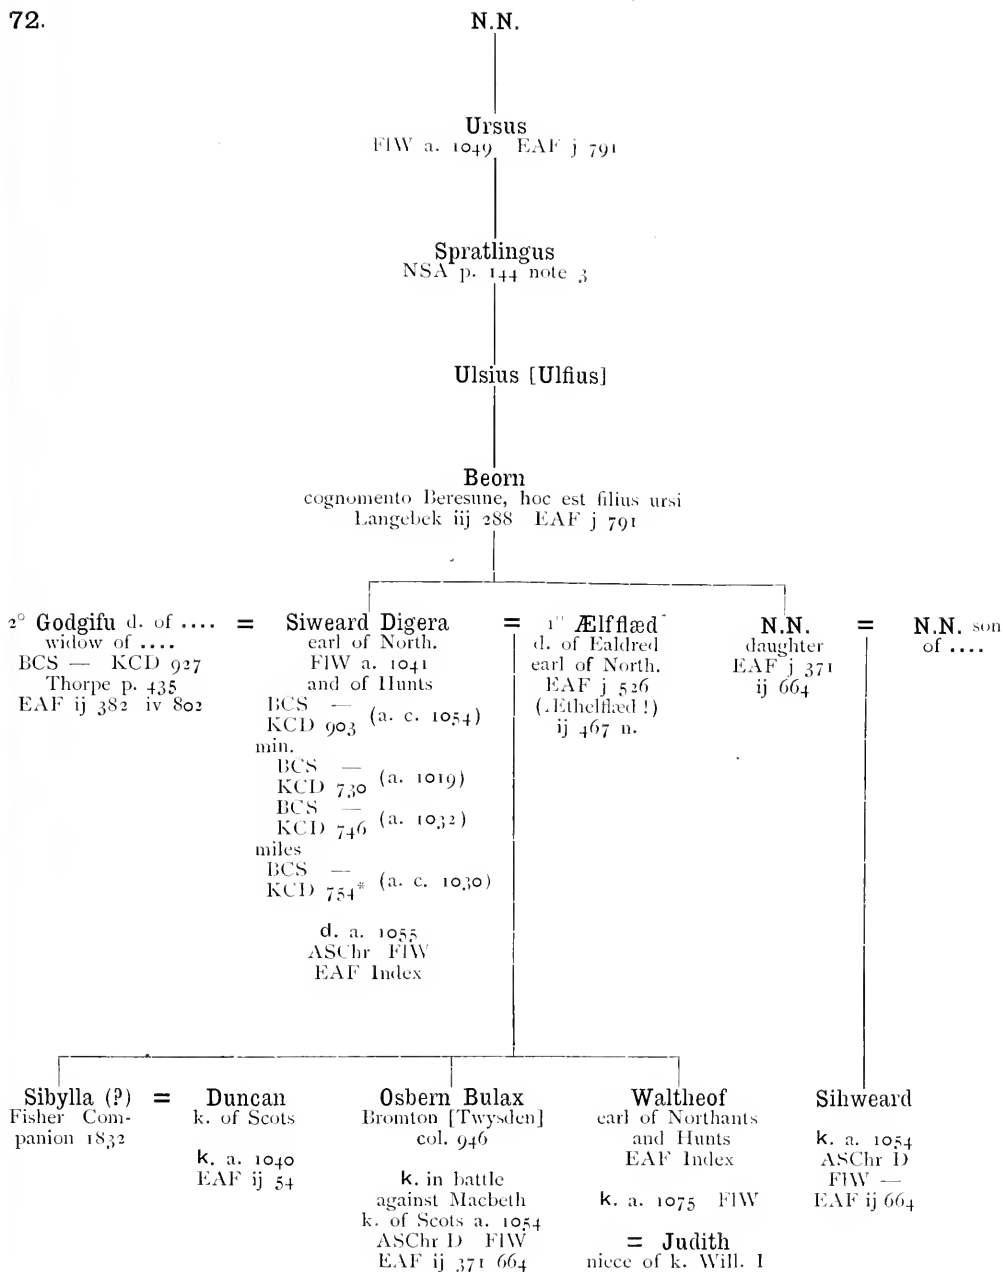 72.
N.N.
Ursus
FlW a. 1049 EAF j 791
Spratlingus
NSA p. 144 note 3
Ulsius [Ulfius]
Beorn
cognomento Beresune, hoc est filius ursi
Langebek iij 288 EAF j 791
2° Godgifu d. of ....
widow of ....
BCS — KCD 927
Thorpe p. 435
EAF ij 382 iv 802
=
Siweard Digera
earl of North.
FlW a. 1041
and of Hunts
BCS —
KCD 903 (a. c. 1054)
min.
BCS —
KCD 730 (a. 1019)
BCS —
KCD 746 (a. 1032)
miles
BCS —
KCD 754* (a. c. 1030)
d. a. 1055
ASChr FlW
EAF Index
=
1° Ælfflæd
d. of Ealdred
earl of North.
EAF j 526
(Æthelflæd!)
ij 467 n.
N.N.
daughter
EAF j 371
ij 664
=
N.N. son
of ....
Sibylla (?)
Fisher Com-
panion 1832
=
Duncan
k. of Scots
k. a. 1040
EAF ij 54
Osbern Bulax
Bromton [Twysden]
col. 946
k. in battle
against Macbeth
k. of Scots a. 1054
ASChr D FlW
EAF ij 371 664
Waltheof
earl of Northants
and Hunts
EAF Index
k. a. 1075 FlW
= Judith
niece of k. Will. I
Sihweard
k. a. 1054
ASChr D
FlW —
EAF ij 664